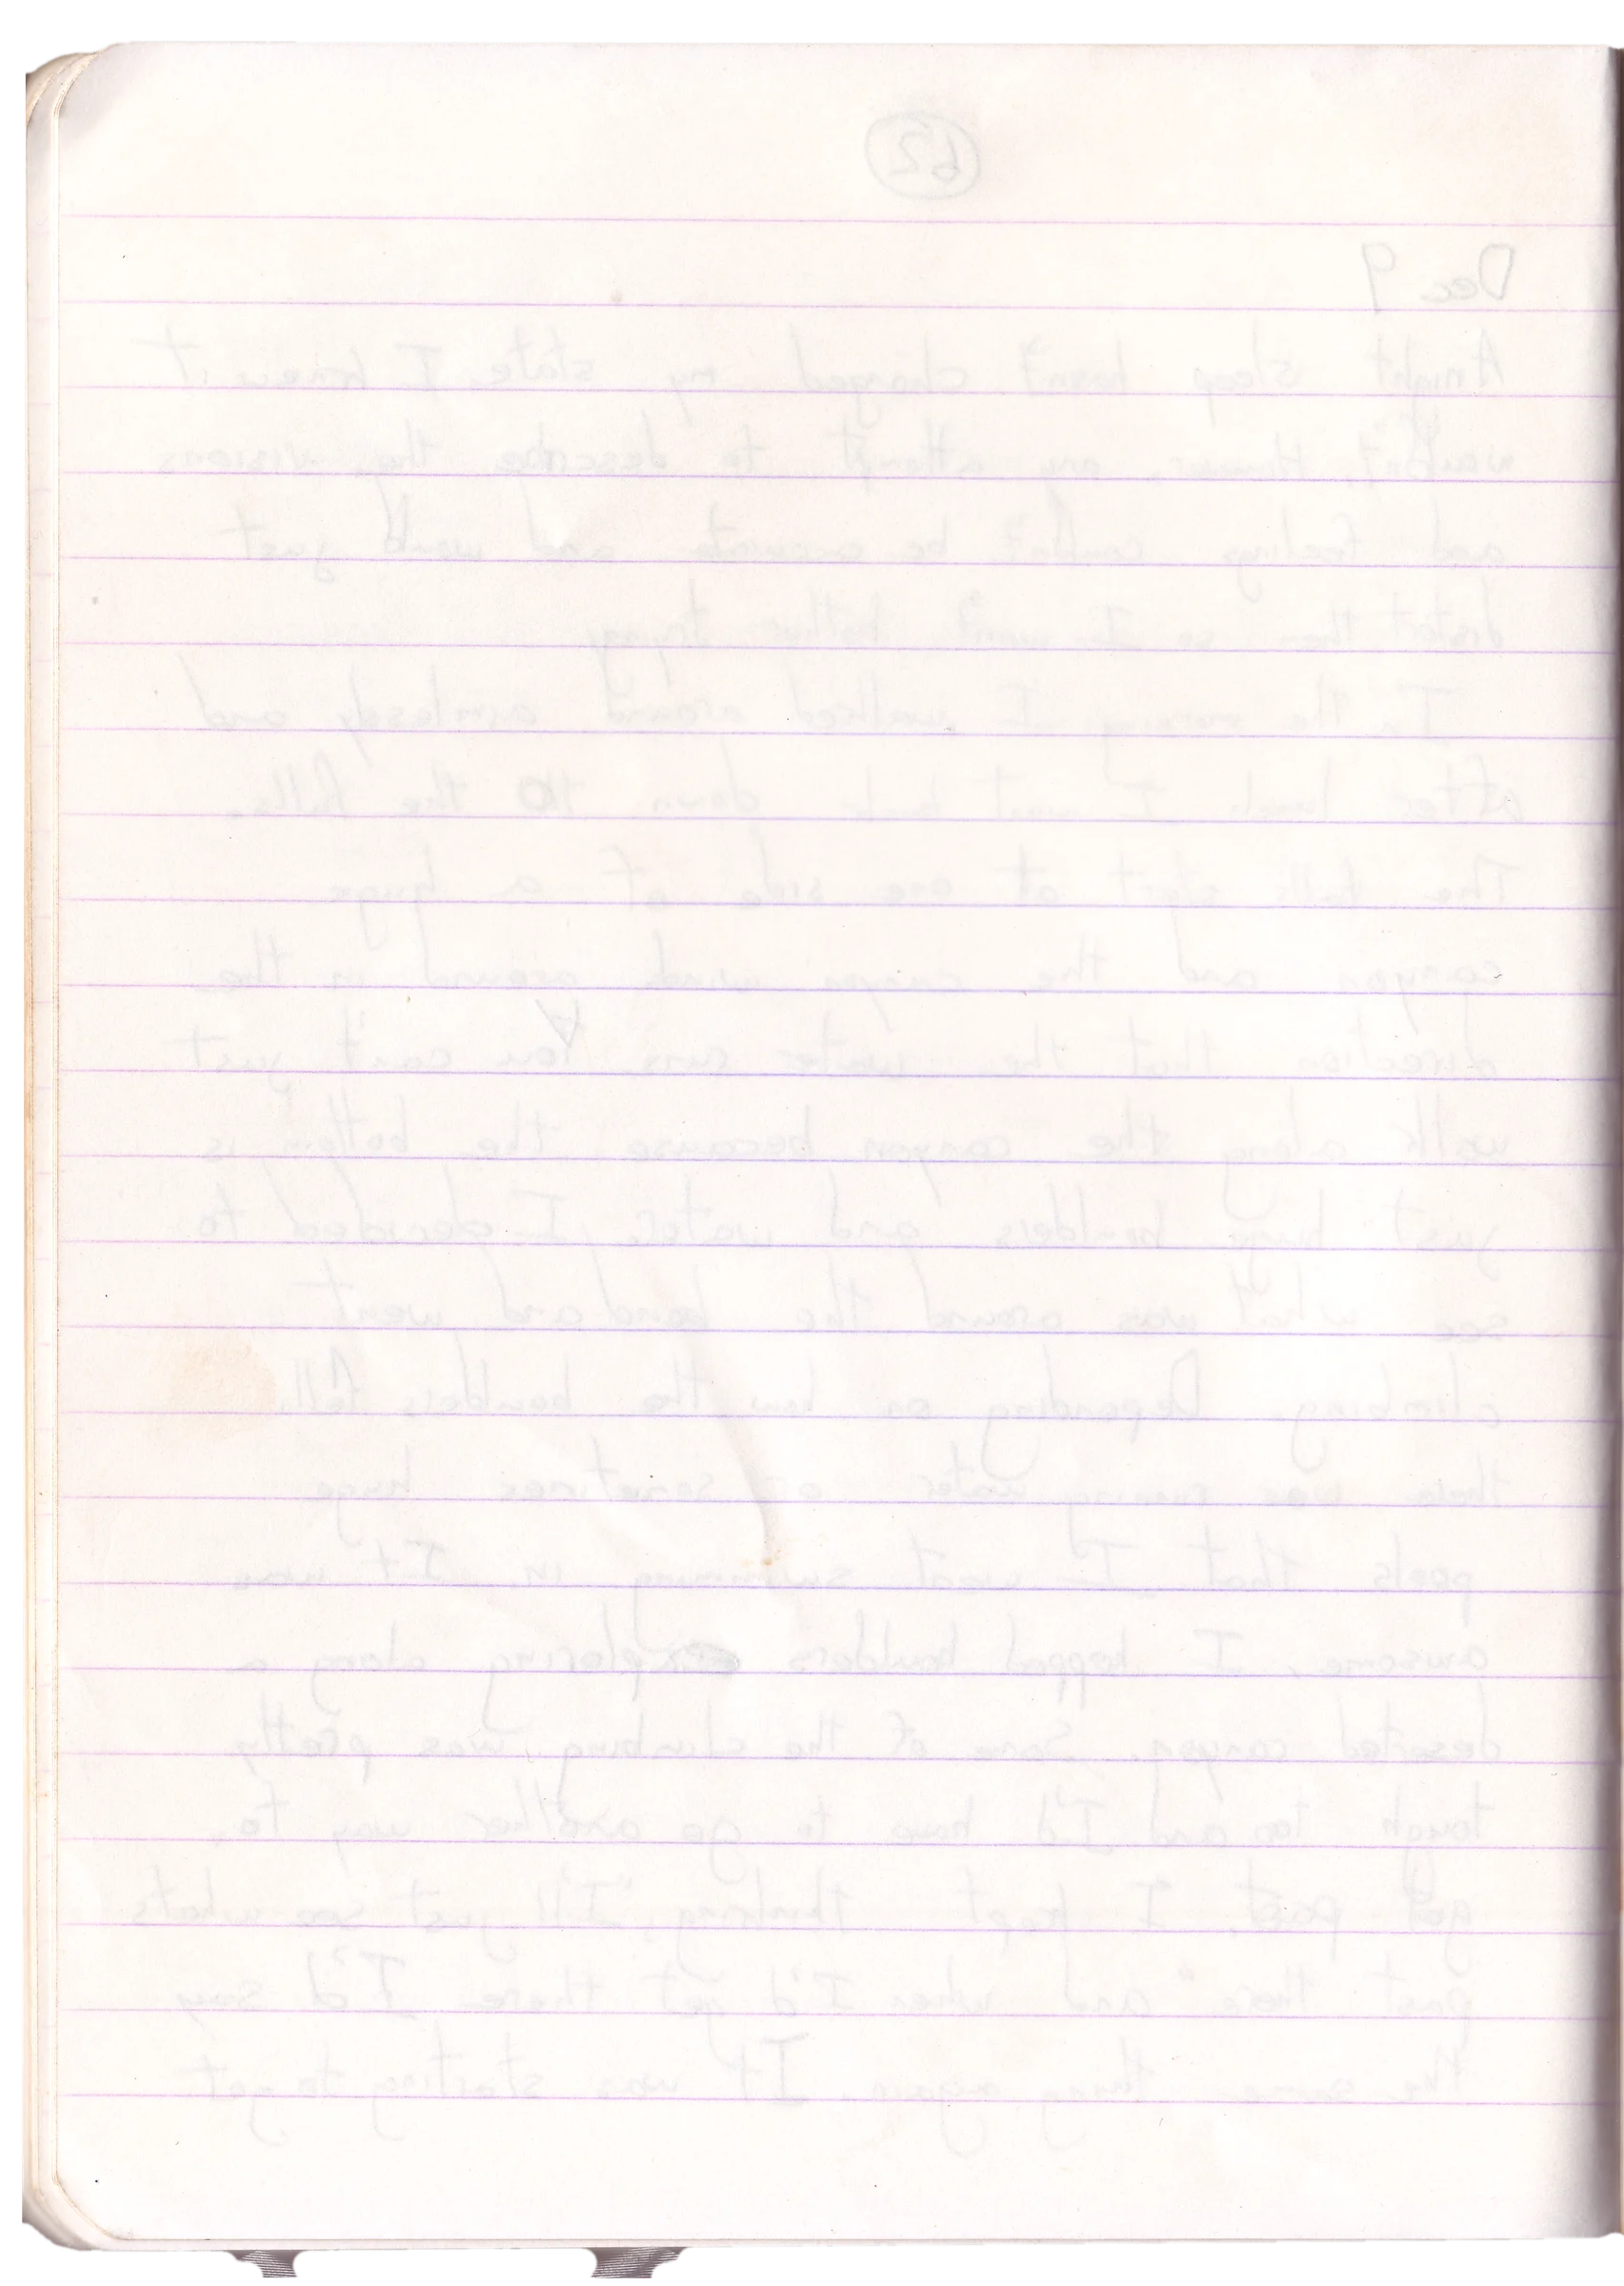 62
Dec 9
A night sleep hasn't changed my state, I knew it
wouldn't. However, any attempt to describe the visions
and feelings couldn't be accurate and would just
distort them so I won't bother trying.
In the morning I walked around aimlessly and
after lunch I went back down to the falls.
The falls start at one side of a huge
canyon and the canyon winds around in the
direction that the water runs. You can't just
walk along the canyon because the bottom is
just huge boulders and water. I decided to
see what was around the bend and went
climbing. Depending on how the boulders fell,
there was running water or sometimes huge
pools that I went swimming in. It was
awsome, I hopped boulders exploring along a
deserted canyon. Some of the climbing was pretty
tough too and I'd have to go another way to
get past. I kept thinking "I'll just see whats
past there" and when I'd get there I'd say
the same thing again. It was starting to get